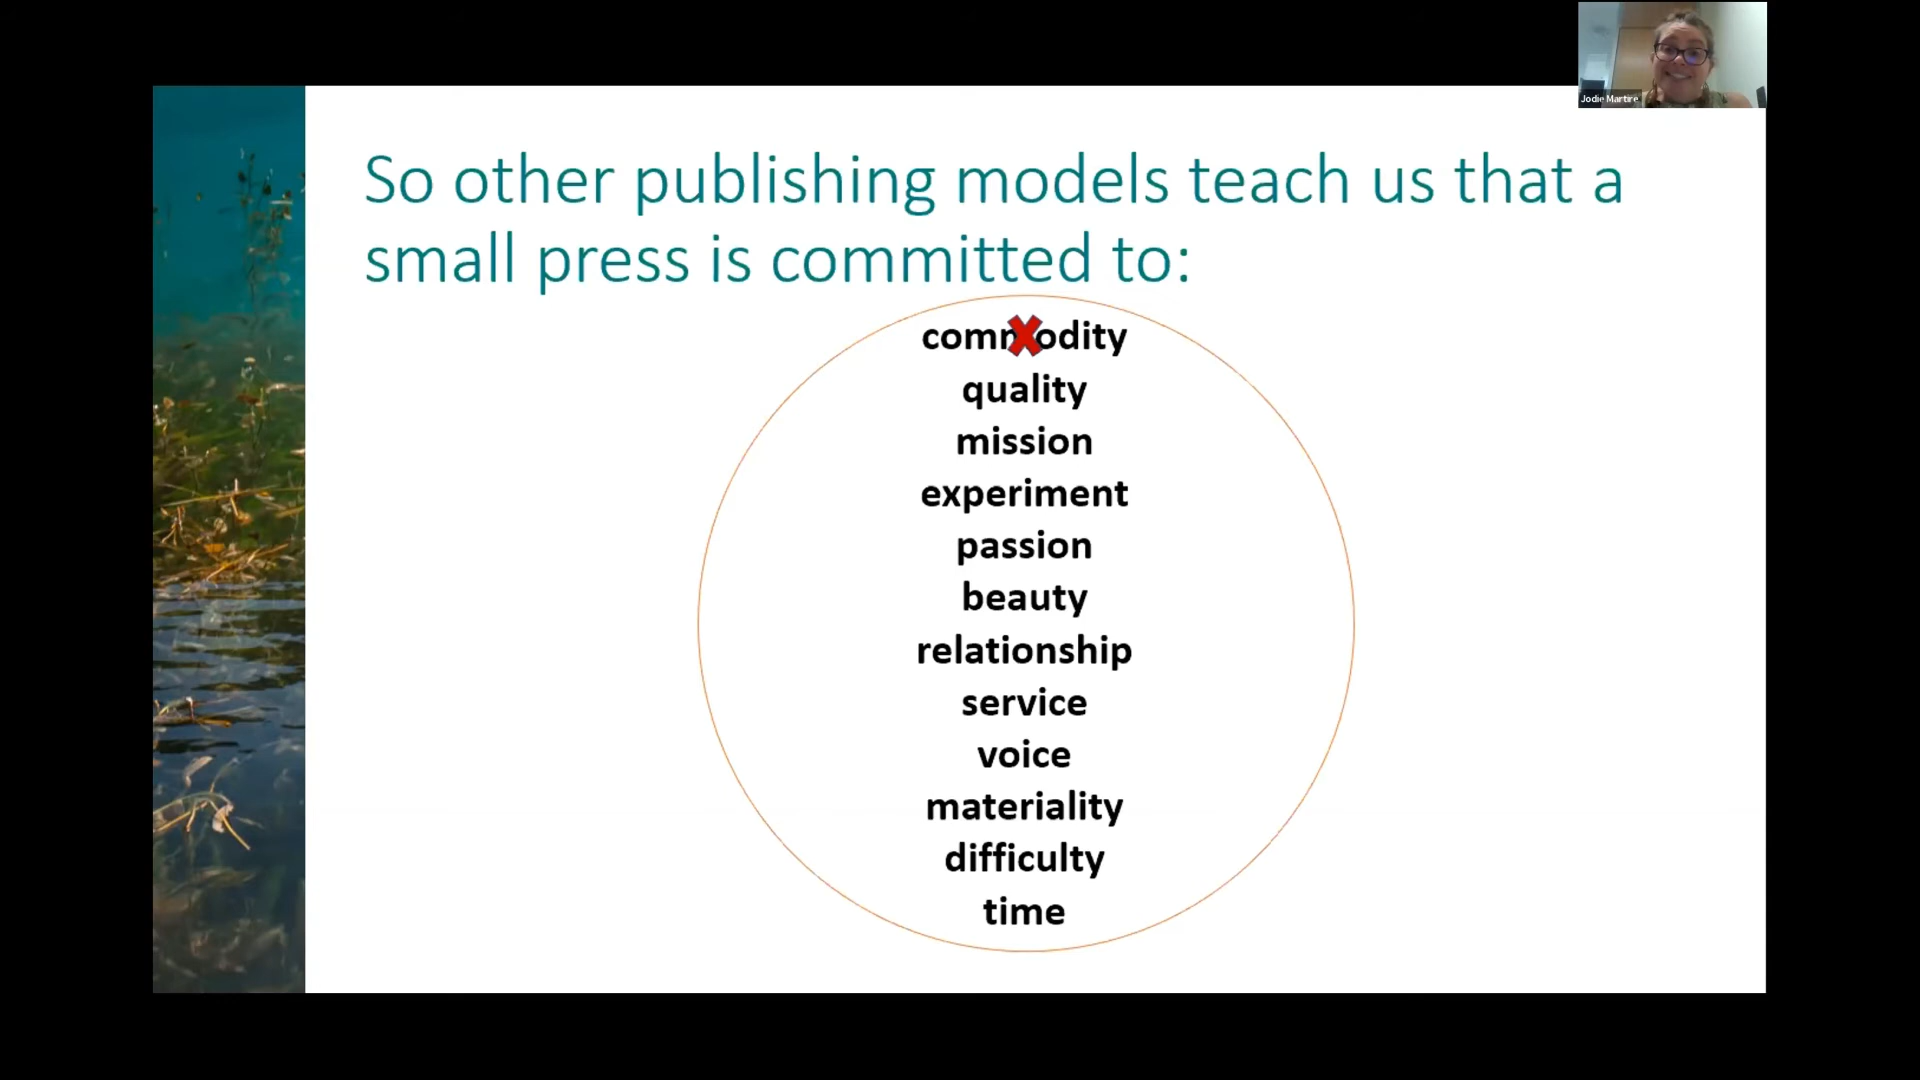 Jodie Martire
So other publishing models teach us that a
small press is committed to:
commodity
quality
mission
experiment
passion
beauty
relationship
service
voice
materiality
difficulty
time